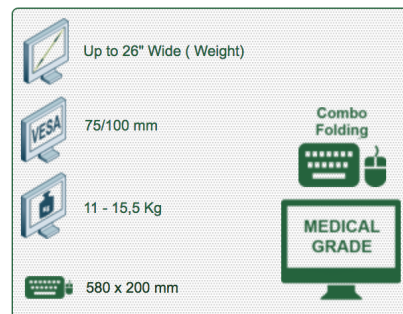 Up to 26" Wide ( Weight)
VESA
75/100 mm
KG
11 - 15,5 Kg
580 x 200 mm
Combo
Folding
MEDICAL
GRADE